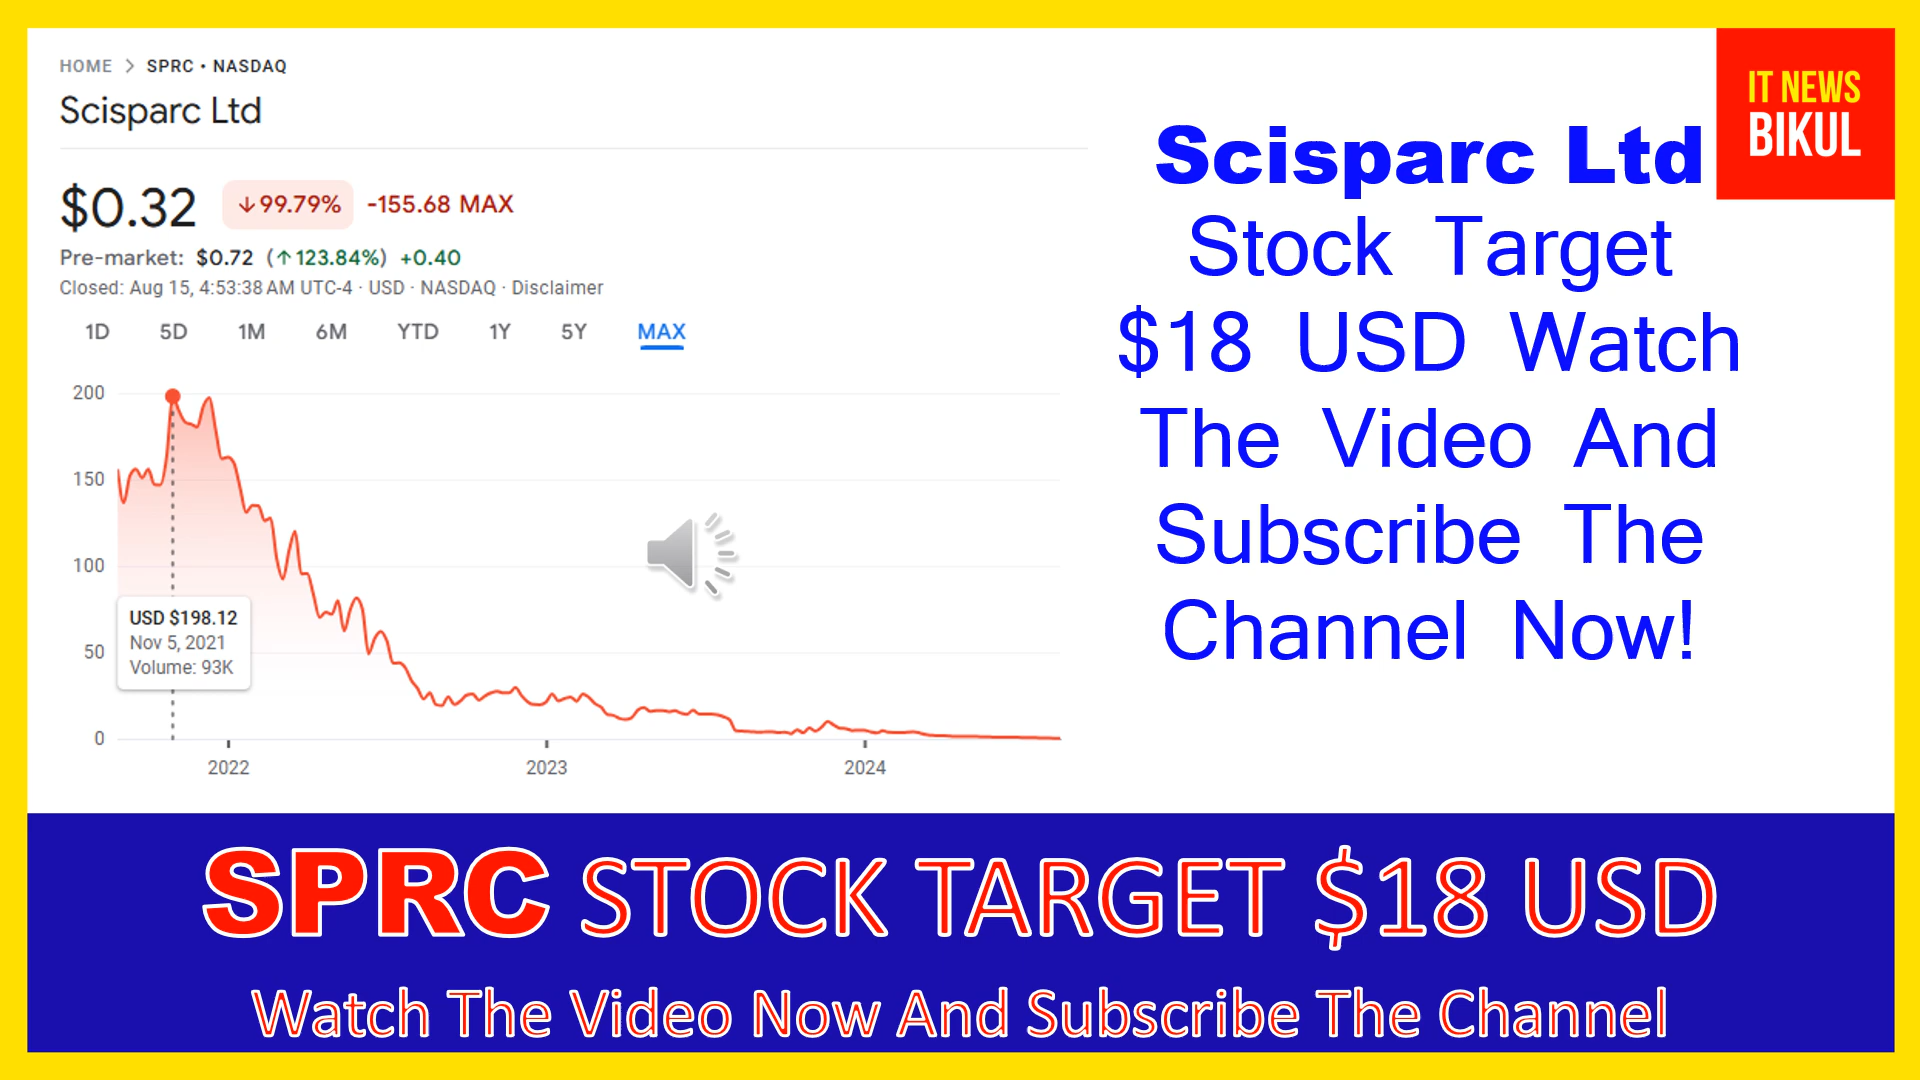 HOME > SPRC • NASDAQ
Scisparc Ltd
$0.32 ↓99.79% -155.68 MAX
Pre-market: $0.72 (↑123.84%) +0.40
Closed: Aug 15, 4:53:38 AM UTC-4 · USD · NASDAQ · Disclaimer
1D 5D 1M 6M YTD 1Y 5Y MAX
200
150
100
50
0
USD $198.12
Nov 5, 2021
Volume: 93K
2022 2023 2024
IT NEWS
BIKUL
Scisparc Ltd
Stock Target
$18 USD Watch
The Video And
Subscribe The
Channel Now!
SPRC STOCK TARGET $18 USD
Watch The Video Now And Subscribe The Channel